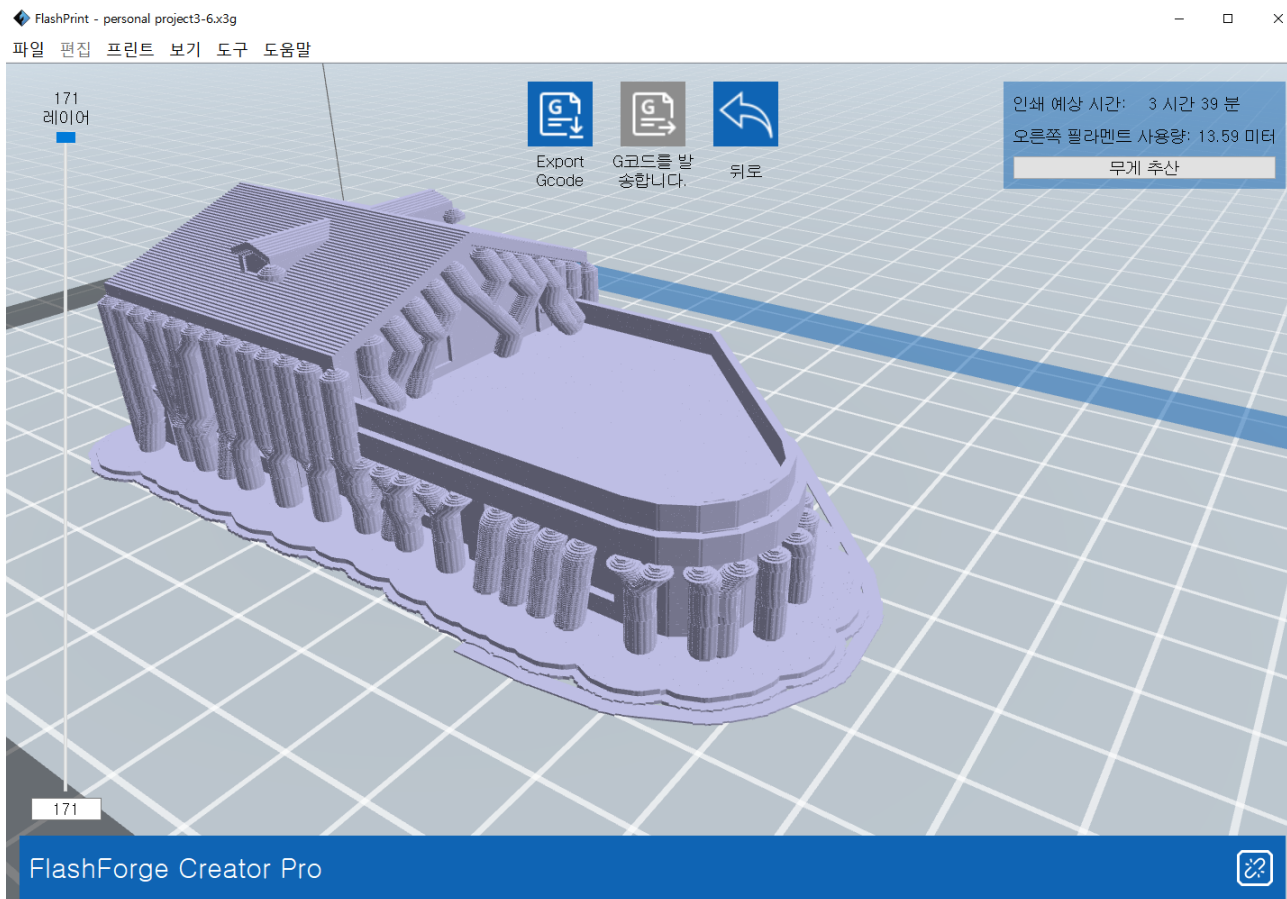 FlashPrint - personal project3-6.x3g
파일 편집 프린트 보기 도구 도움말
171
레이어
Export
Gcode
G코드를 발
송합니다.
뒤로
인쇄 예상 시간: 3 시간 39 분
오른쪽 필라멘트 사용량: 13.59 미터
무게 추산
171
FlashForge Creator Pro